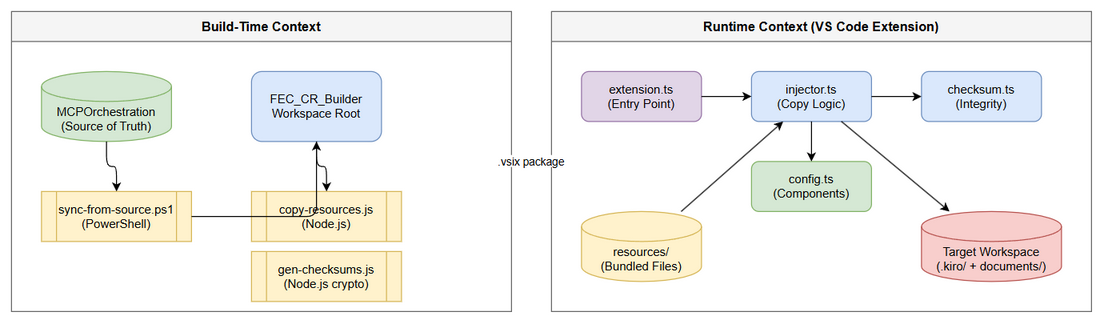 Build-Time Context
MCPOrchestration
(Source of Truth)
FEC_CR_Builder
Workspace Root
sync-from-source.ps1
(PowerShell)
copy-resources.js
(Node.js)
gen-checksums.js
(Node.js crypto)
.vsix package
Runtime Context (VS Code Extension)
extension.ts
(Entry Point)
injector.ts
(Copy Logic)
checksum.ts
(Integrity)
config.ts
(Components)
resources/
(Bundled Files)
Target Workspace
(.kiro/ + documents/)